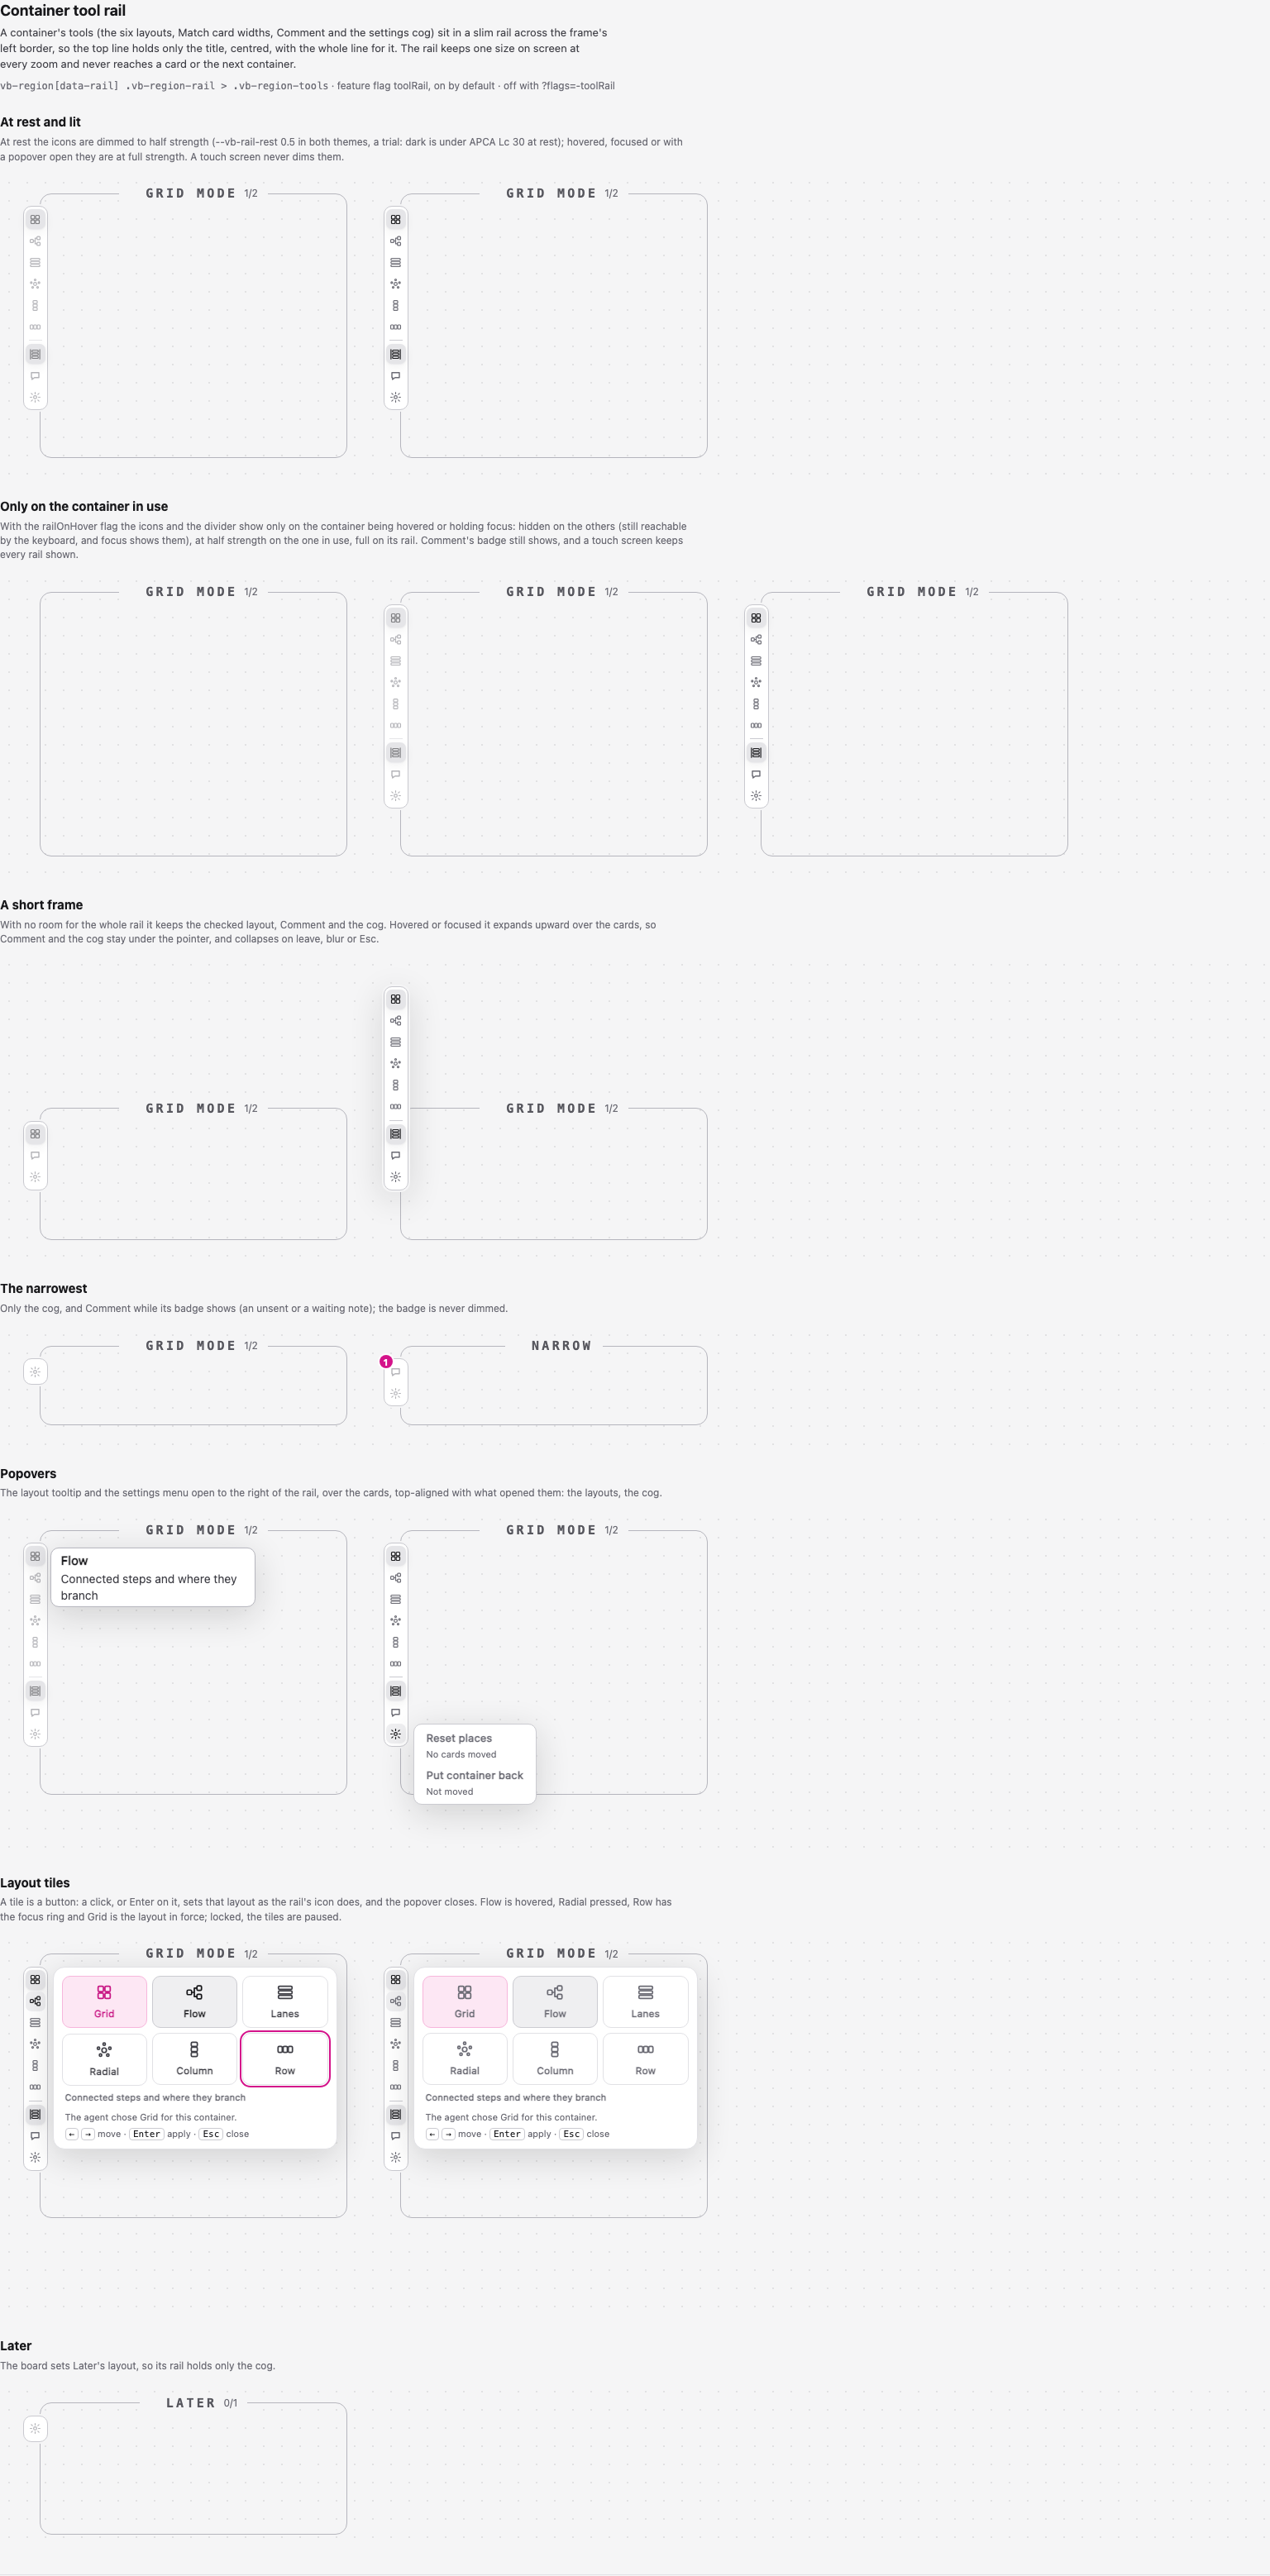 Container tool rail
A container's tools (the six layouts, Match card widths, Comment and the settings cog) sit in a slim rail across the frame's
left border, so the top line holds only the title, centred, with the whole line for it. The rail keeps one size on screen at
every zoom and never reaches a card or the next container.
vb-region[data-rail] .vb-region-rail > .vb-region-tools · feature flag toolRail, on by default · off with ?flags=-toolRail
At rest and lit
At rest the icons are dimmed to half strength (--vb-rail-rest 0.5 in both themes, a trial: dark is under APCA Lc 30 at rest); hovered, focused or with
a popover open they are at full strength. A touch screen never dims them.
GRID MODE 1/2
GRID MODE 1/2
Only on the container in use
With the railOnHover flag the icons and the divider show only on the container being hovered or holding focus: hidden on the others (still reachable
by the keyboard, and focus shows them), at half strength on the one in use, full on its rail. Comment's badge still shows, and a touch screen keeps
every rail shown.
GRID MODE 1/2
GRID MODE 1/2
GRID MODE 1/2
A short frame
With no room for the whole rail it keeps the checked layout, Comment and the cog. Hovered or focused it expands upward over the cards, so
Comment and the cog stay under the pointer, and collapses on leave, blur or Esc.
GRID MODE 1/2
GRID MODE 1/2
The narrowest
Only the cog, and Comment while its badge shows (an unsent or a waiting note); the badge is never dimmed.
GRID MODE 1/2
NARROW
1
Popovers
The layout tooltip and the settings menu open to the right of the rail, over the cards, top-aligned with what opened them: the layouts, the cog.
GRID MODE 1/2
GRID MODE 1/2
Flow
Connected steps and where they
branch
Reset places
No cards moved
Put container back
Not moved
Layout tiles
A tile is a button: a click, or Enter on it, sets that layout as the rail's icon does, and the popover closes. Flow is hovered, Radial pressed, Row has
the focus ring and Grid is the layout in force; locked, the tiles are paused.
GRID MODE 1/2
GRID MODE 1/2
Grid
Flow
Lanes
Radial
Column
Row
Connected steps and where they branch
The agent chose Grid for this container.
← → move · Enter apply · Esc close
Grid
Flow
Lanes
Radial
Column
Row
Connected steps and where they branch
The agent chose Grid for this container.
← → move · Enter apply · Esc close
Later
The board sets Later's layout, so its rail holds only the cog.
LATER 0/1